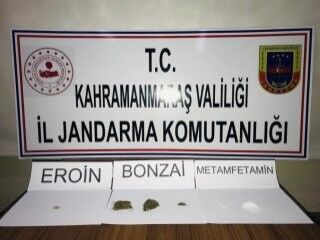 T.C.
KAHRAMANMARAŞ VALİLİĞİ
İL JANDARMA KOMUTANLIĞI
EROİN
BONZAI
METAMFETAMİN